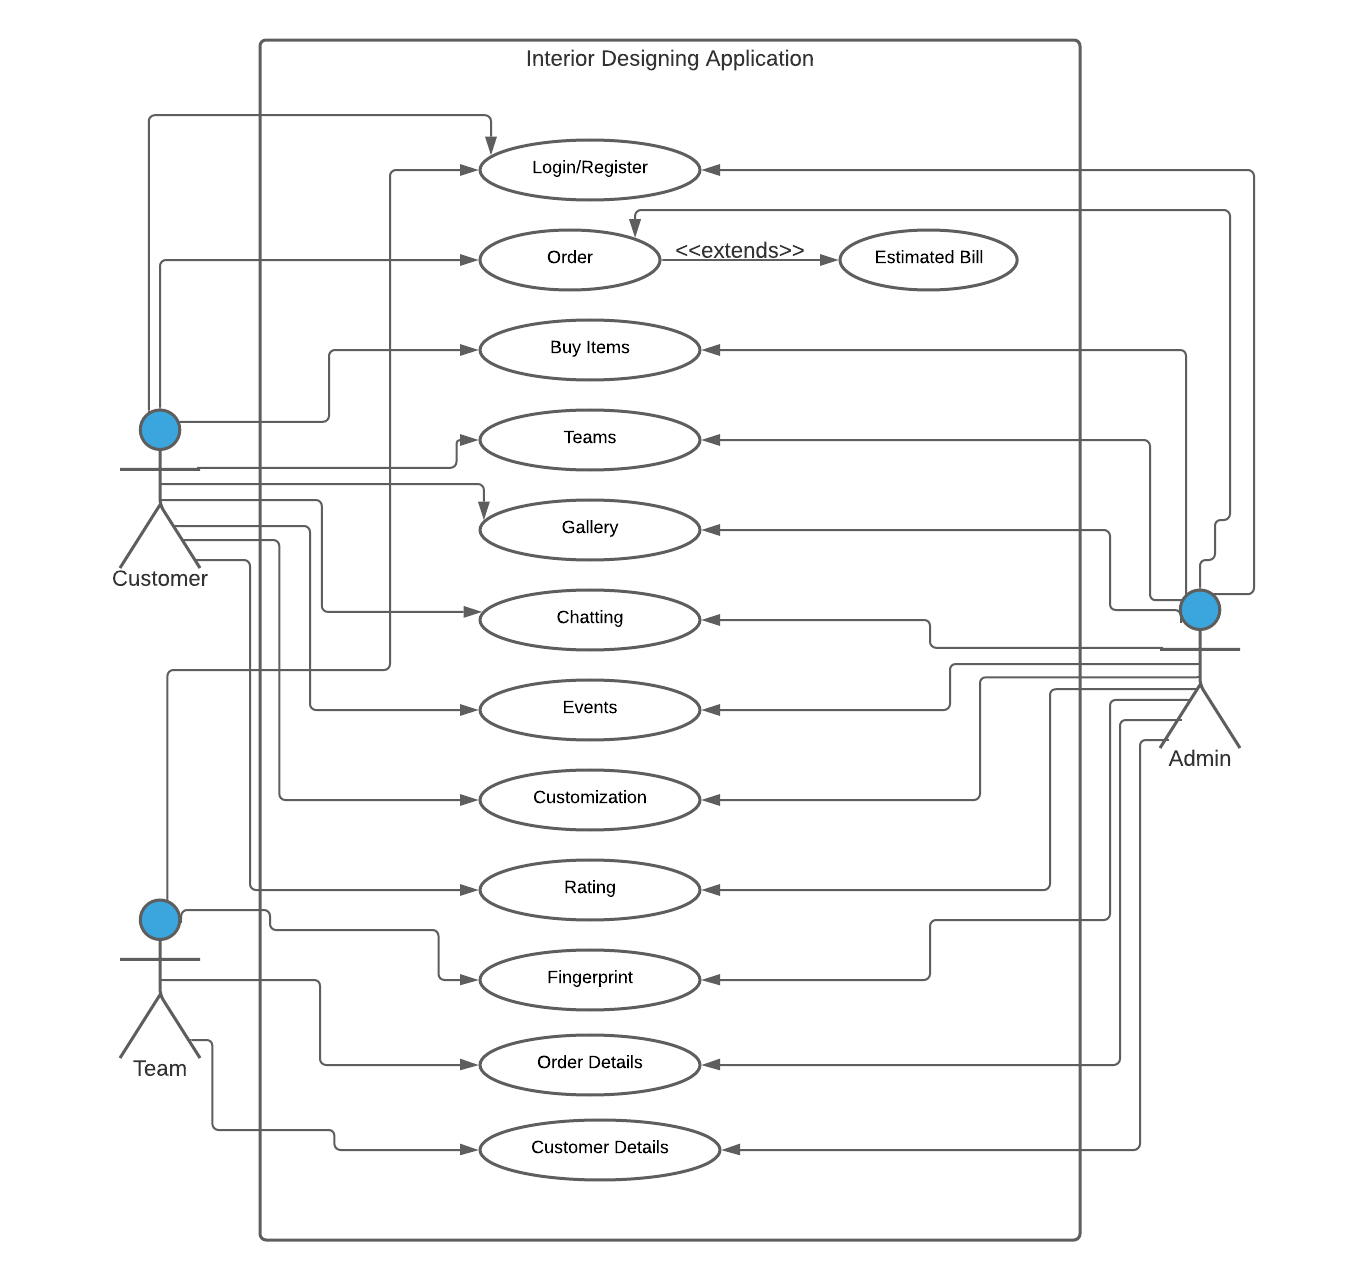 Interior Designing Application
Login/Register
Order
<<extends>>
Estimated Bill
Buy Items
Teams
Gallery
Customer
Chatting
Events
Admin
Customization
Rating
Fingerprint
Order Details
Team
Customer Details